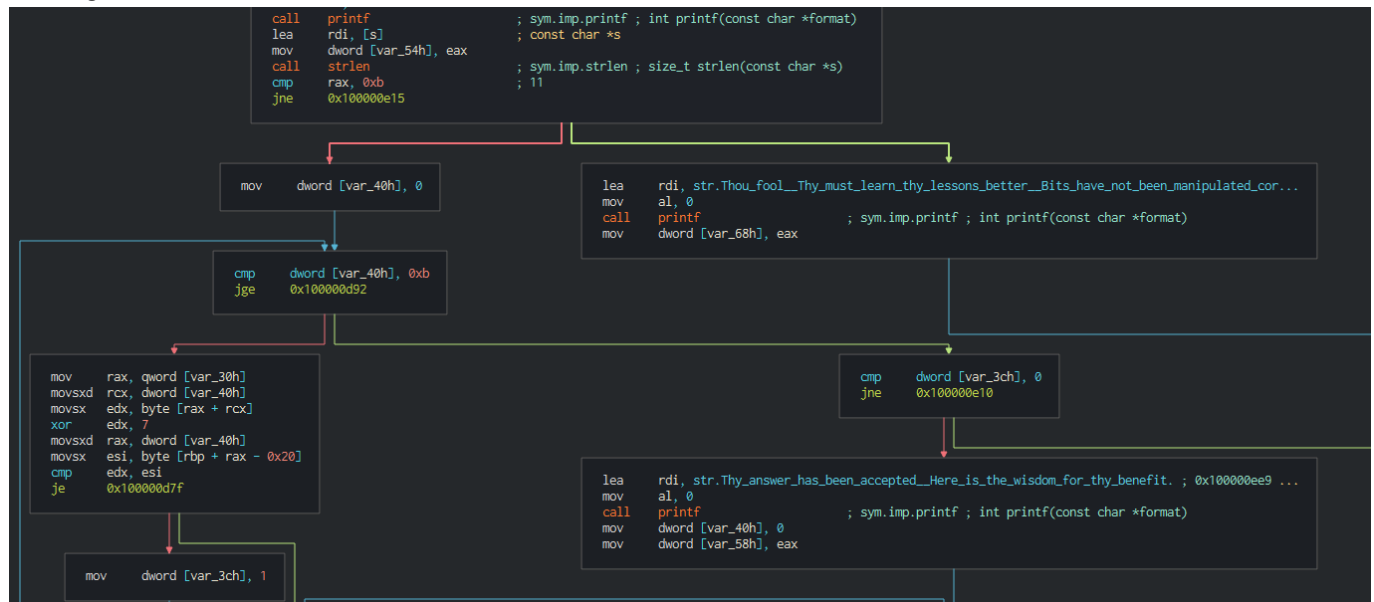 call printf ; sym.imp.printf ; int printf(const char *format)
lea rdi, [s] ; const char *s
mov dword [var_54h], eax
call strlen ; sym.imp.strlen ; size_t strlen(const char *s)
cmp rax, 0xb ; 11
jne 0x100000e15
mov dword [var_40h], 0
lea rdi, str.Thou_fool__Thy_must_learn_thy_lessons_better__Bits_have_not_been_manipulated_cor...
mov al, 0
call printf ; sym.imp.printf ; int printf(const char *format)
mov dword [var_68h], eax
cmp dword [var_40h], 0xb
jge 0x100000d92
mov rax, qword [var_30h]
movsxd rcx, dword [var_40h]
movsx edx, byte [rax + rcx]
xor edx, 7
movsxd rax, dword [var_40h]
movsx esi, byte [rbp + rax - 0x20]
cmp edx, esi
je 0x100000d7f
cmp dword [var_3ch], 0
jne 0x100000e10
lea rdi, str.Thy_answer_has_been_accepted__Here_is_the_wisdom_for_thy_benefit. ; 0x100000ee9 ...
mov al, 0
call printf ; sym.imp.printf ; int printf(const char *format)
mov dword [var_40h], 0
mov dword [var_58h], eax
mov dword [var_3ch], 1